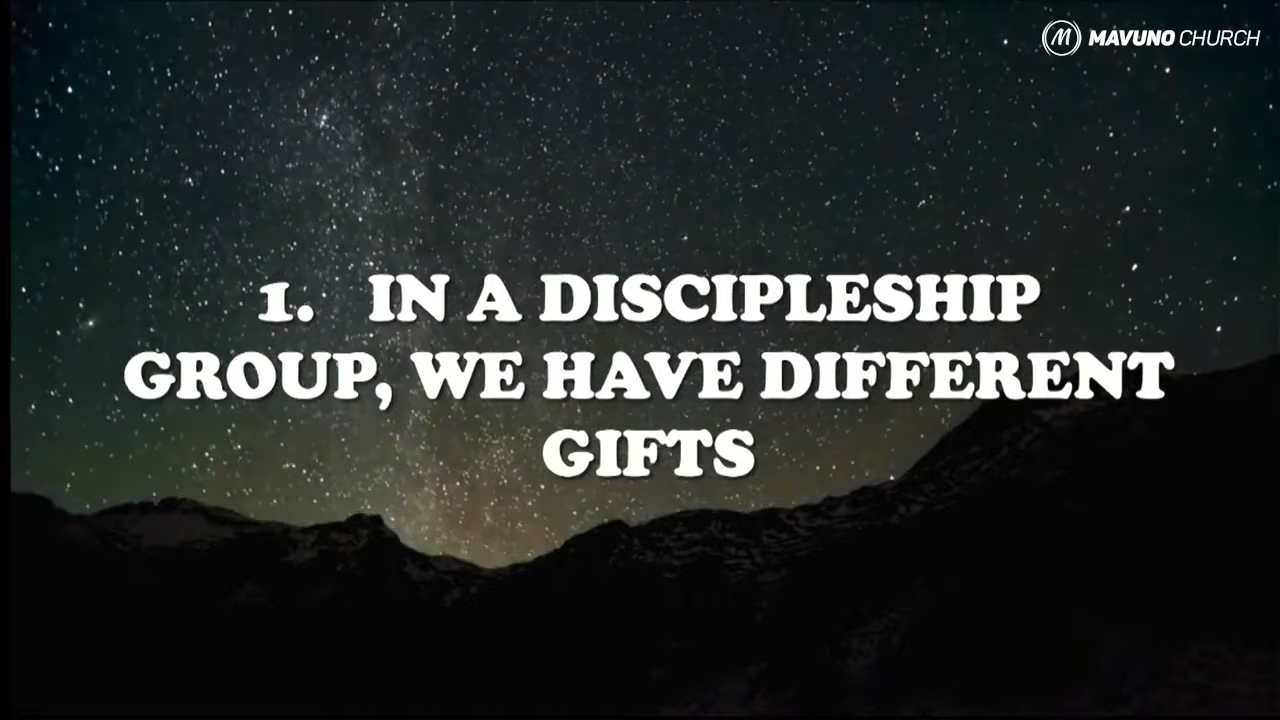 MAVUNO CHURCH
1. IN A DISCIPLESHIP
GROUP, WE HAVE DIFFERENT
GIFTS